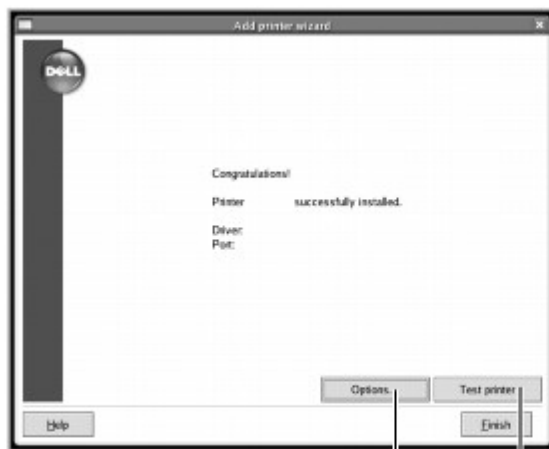 Add printer wizard
DELL
Congratulations!
Printer successfully installed.
Driver:
Port:
Options.
Test printer
Help
Finish